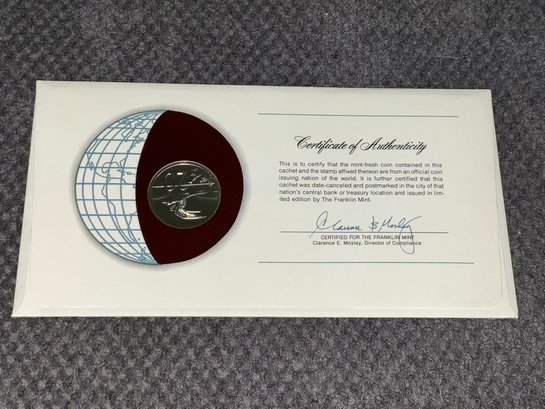 Certificate of Authenticity
This is to certify that the mint-fresh coin contained in this
cachet and the stamp affixed thereon are from an official coin
issuing nation of the world. It is further certified that this
cachet was date-canceled and postmarked in the city of that
nation's central bank or treasury location and issued in lim-
ited edition by The Franklin Mint.
CERTIFIED FOR THE FRANKLIN MINT
Clarence E. Mosley, Director of Compliance